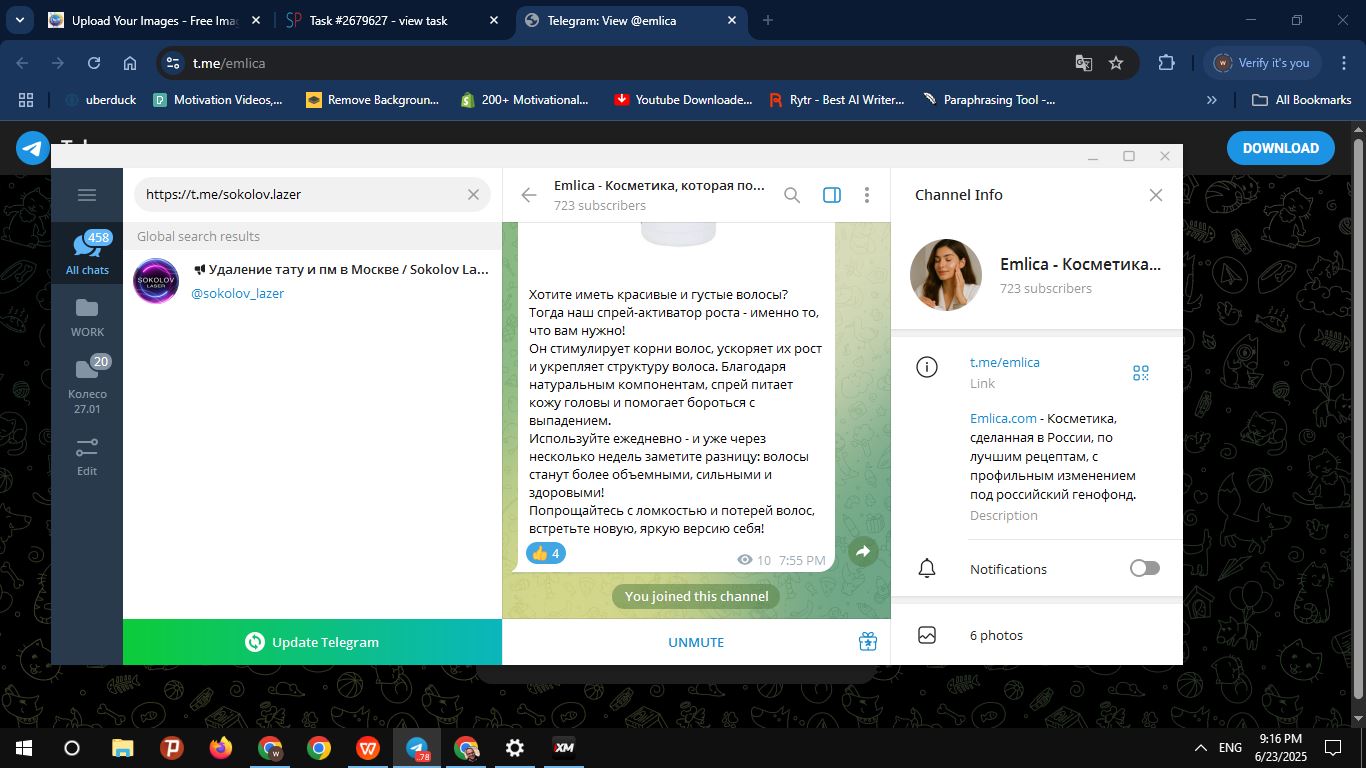 Upload Your Images - Free Imag
Task #2679627 - view task
Telegram: View @emlica
t.me/emlica
Verify it's you
uberduck
Motivation Videos,...
Remove Backgroun...
200+ Motivational...
Youtube Downloade...
Rytr - Best AI Writer...
Paraphrasing Tool -...
All Bookmarks
DOWNLOAD
https://t.me/sokolov.lazer
Global search results
Удаление тату и пм в Москве / Sokolov La...
@sokolov_lazer
SOKOLOV
LASER
458
All chats
WORK
20
Колесо
27.01
Edit
Update Telegram
Emlica - Косметика, которая по...
723 subscribers
Хотите иметь красивые и густые волосы?
Тогда наш спрей-активатор роста - именно то,
что вам нужно!
Он стимулирует корни волос, ускоряет их рост
и укрепляет структуру волоса. Благодаря
натуральным компонентам, спрей питает
кожу головы и помогает бороться с
выпадением.
Используйте ежедневно - и уже через
несколько недель заметите разницу: волосы
станут более объемными, сильными и
здоровыми!
Попрощайтесь с ломкостью и потерей волос,
встретьте новую, яркую версию себя!
4
10 7:55 PM
You joined this channel
UNMUTE
Channel Info
Emlica - Косметика...
723 subscribers
t.me/emlica
Link
Emlica.com - Косметика,
сделанная в России, по
лучшим рецептам, с
профильным изменением
под российский генофонд.
Description
Notifications
6 photos
ENG
9:16 PM
6/23/2025